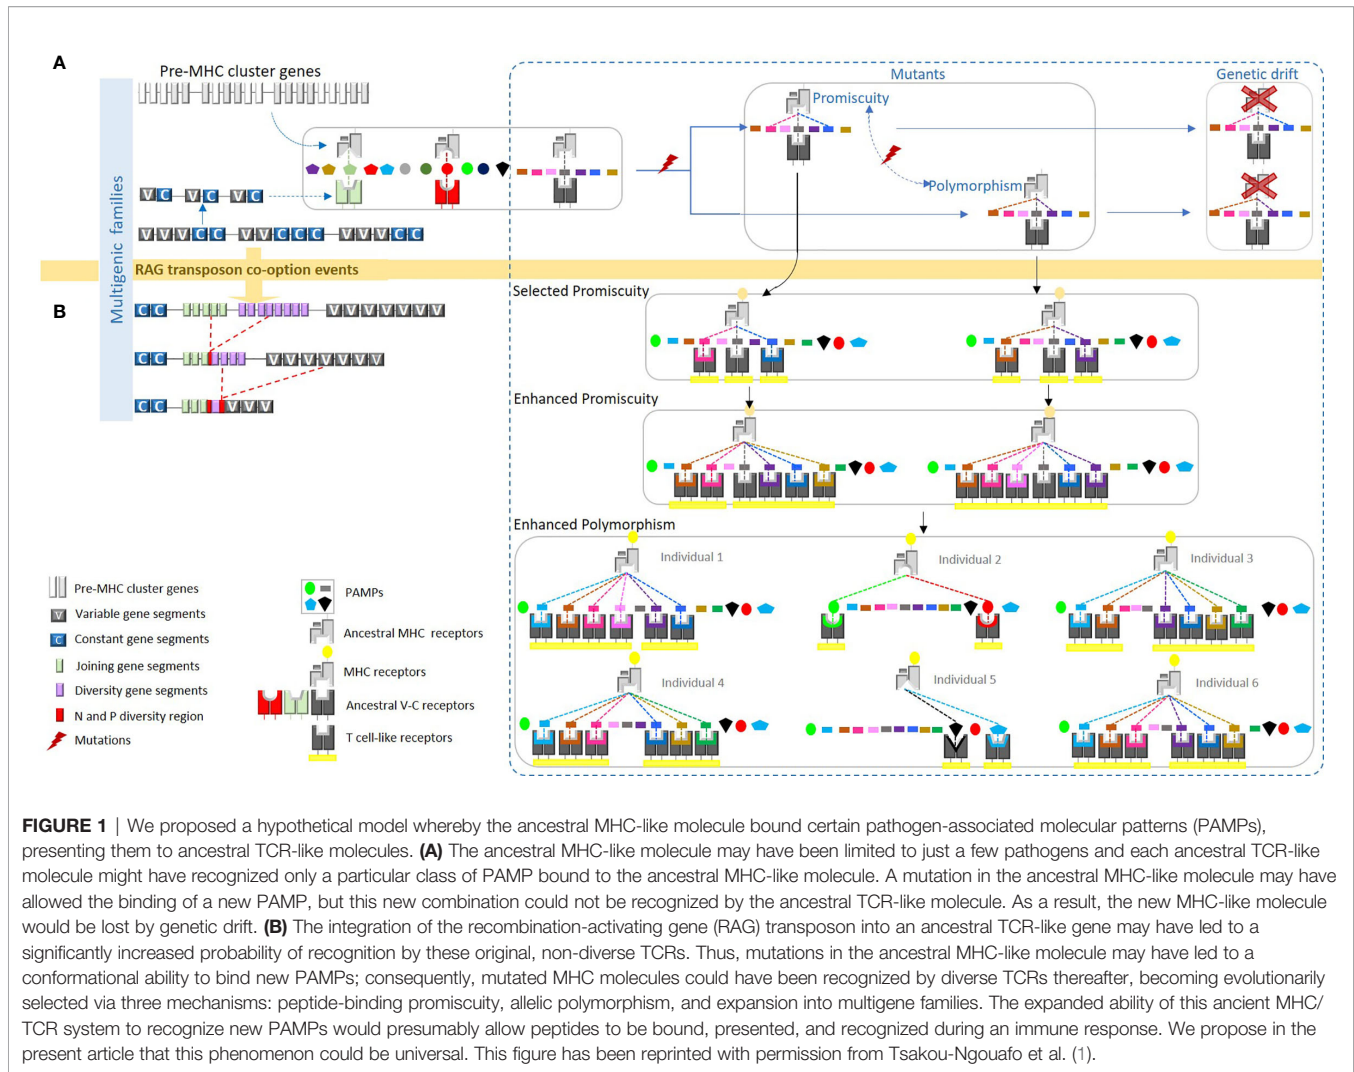 A
Pre-MHC cluster genes
Mutants
Genetic drift
Promiscuity
Polymorphism
Multigenic families
V C V C V C
V V V C C V V C C C V V V C C
RAG transposon co-option events
B
C C V V V V V V V
C C V V V V V V V
C C V V V
Selected Promiscuity
Enhanced Promiscuity
Enhanced Polymorphism
Individual 1
Individual 2
Individual 3
Individual 4
Individual 5
Individual 6
Pre-MHC cluster genes
V Variable gene segments
C Constant gene segments
Joining gene segments
Diversity gene segments
N and P diversity region
Mutations
PAMPs
Ancestral MHC receptors
MHC receptors
Ancestral V-C receptors
T cell-like receptors
FIGURE 1 | We proposed a hypothetical model whereby the ancestral MHC-like molecule bound certain pathogen-associated molecular patterns (PAMPs),
presenting them to ancestral TCR-like molecules. (A) The ancestral MHC-like molecule may have been limited to just a few pathogens and each ancestral TCR-like
molecule might have recognized only a particular class of PAMP bound to the ancestral MHC-like molecule. A mutation in the ancestral MHC-like molecule may have
allowed the binding of a new PAMP, but this new combination could not be recognized by the ancestral TCR-like molecule. As a result, the new MHC-like molecule
would be lost by genetic drift. (B) The integration of the recombination-activating gene (RAG) transposon into an ancestral TCR-like gene may have led to a
significantly increased probability of recognition by these original, non-diverse TCRs. Thus, mutations in the ancestral MHC-like molecule may have led to a
conformational ability to bind new PAMPs; consequently, mutated MHC molecules could have been recognized by diverse TCRs thereafter, becoming evolutionarily
selected via three mechanisms: peptide-binding promiscuity, allelic polymorphism, and expansion into multigene families. The expanded ability of this ancient MHC/
TCR system to recognize new PAMPs would presumably allow peptides to be bound, presented, and recognized during an immune response. We propose in the
present article that this phenomenon could be universal. This figure has been reprinted with permission from Tsakou-Ngouafo et al. (1).